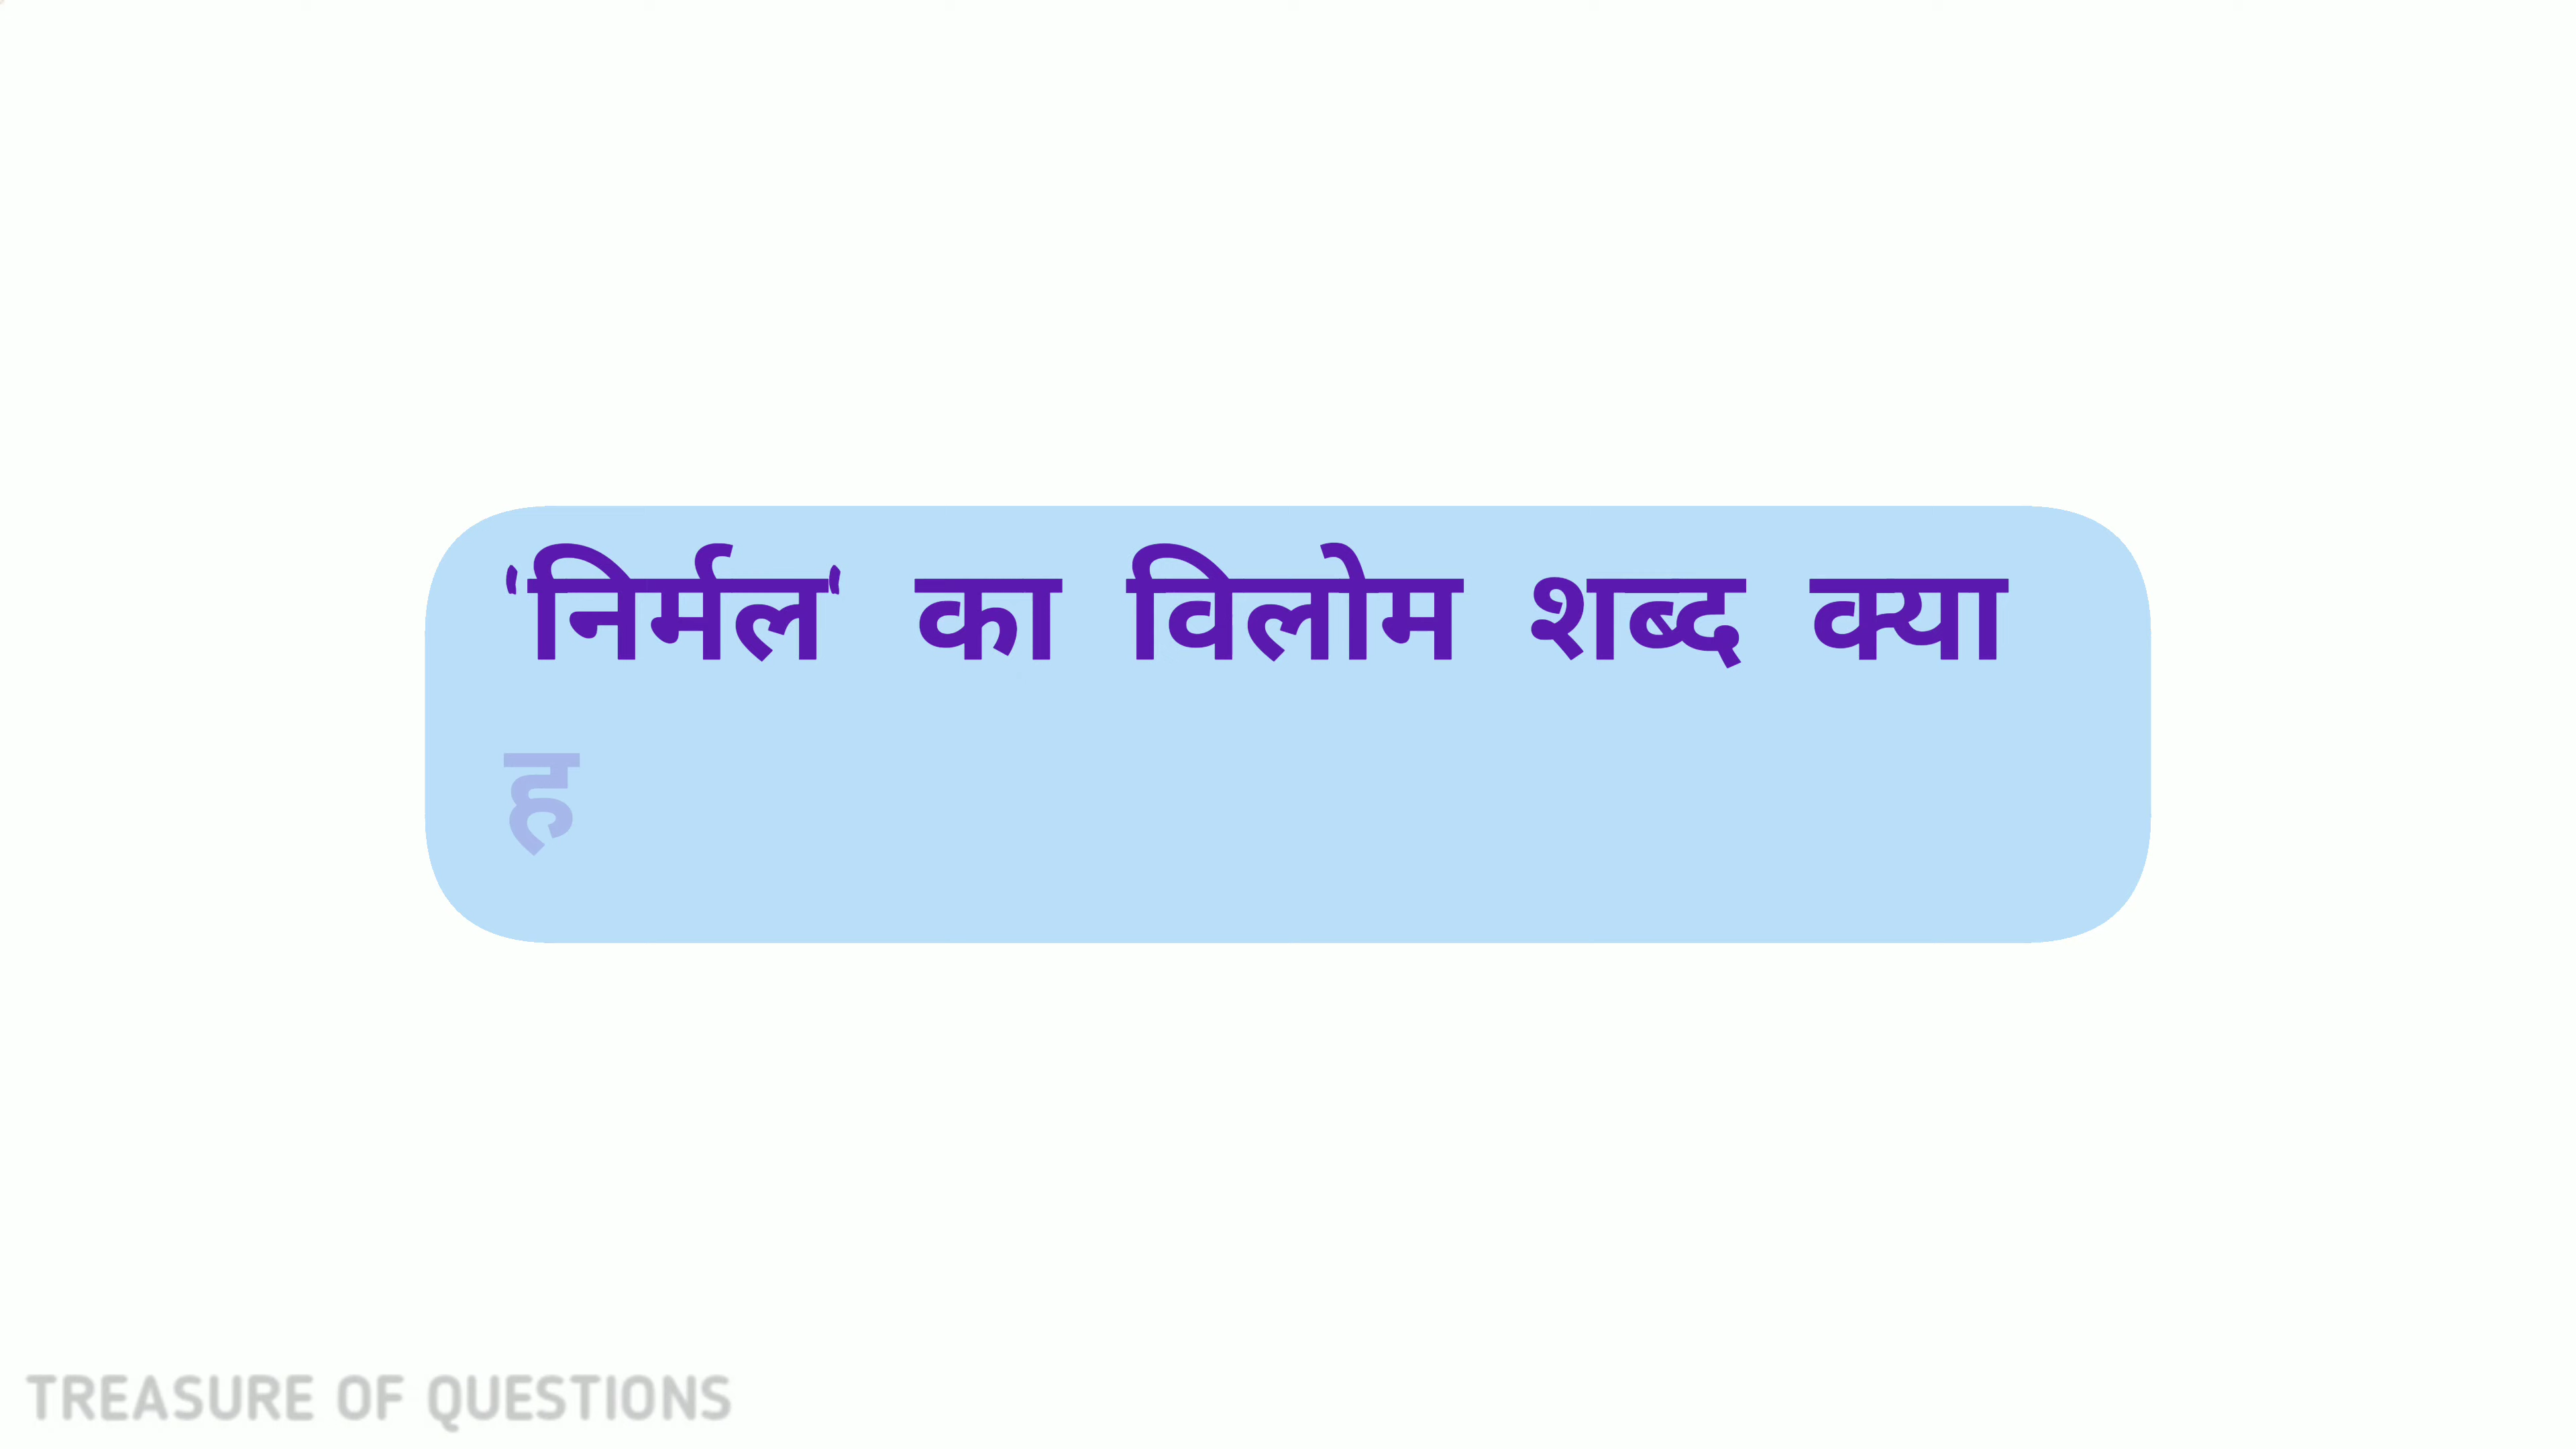 'निर्मल' का विलोम शब्द क्या
ह
TREASURE OF QUESTIONS